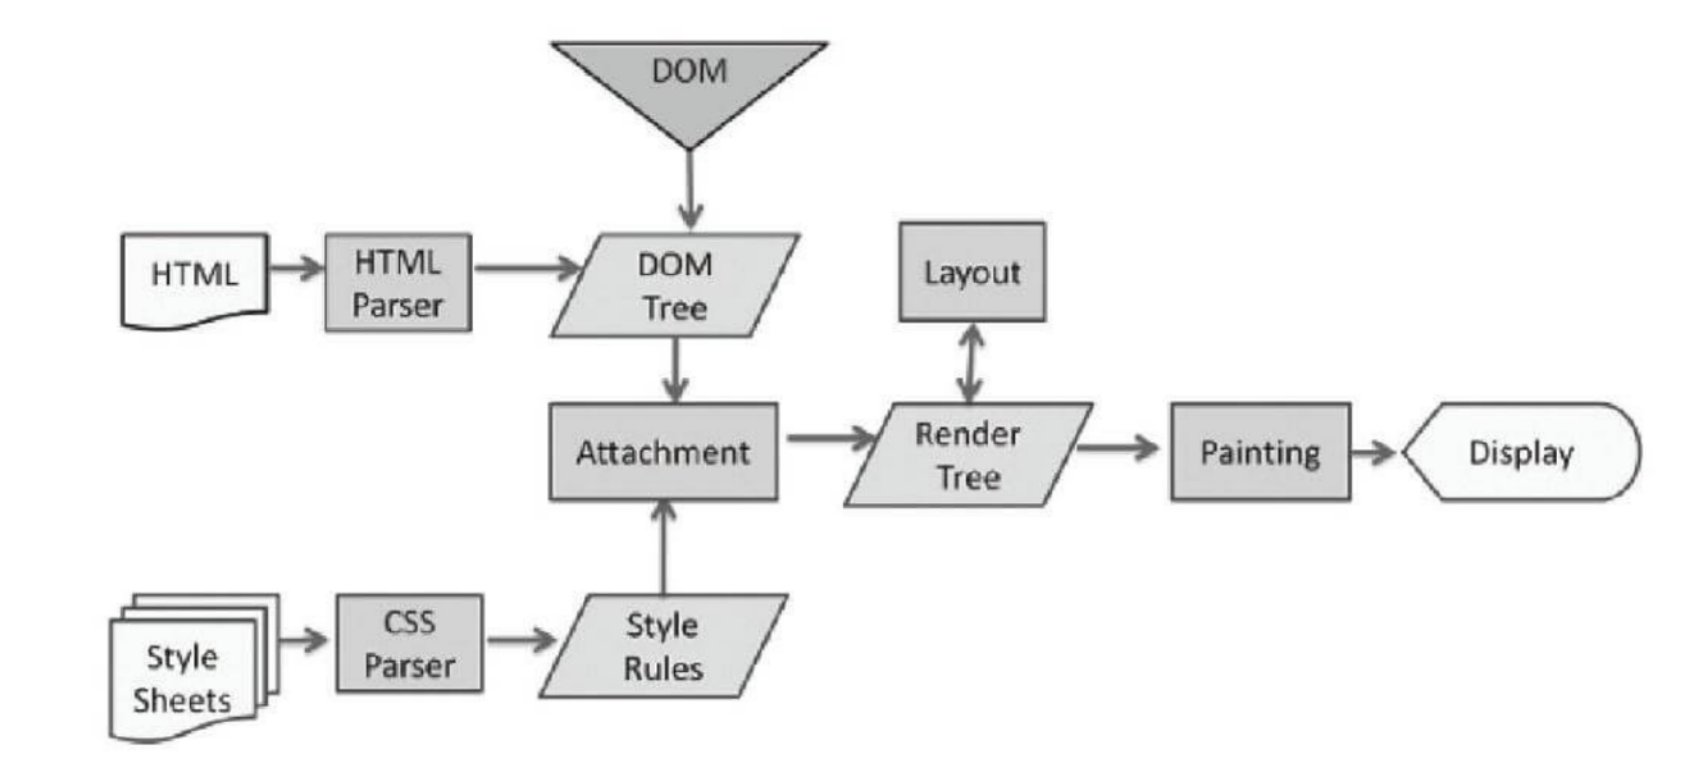 DOM
HTML
HTML
Parser
DOM
Tree
Layout
Attachment
Render
Tree
Painting
Display
Style
Sheets
CSS
Parser
Style
Rules